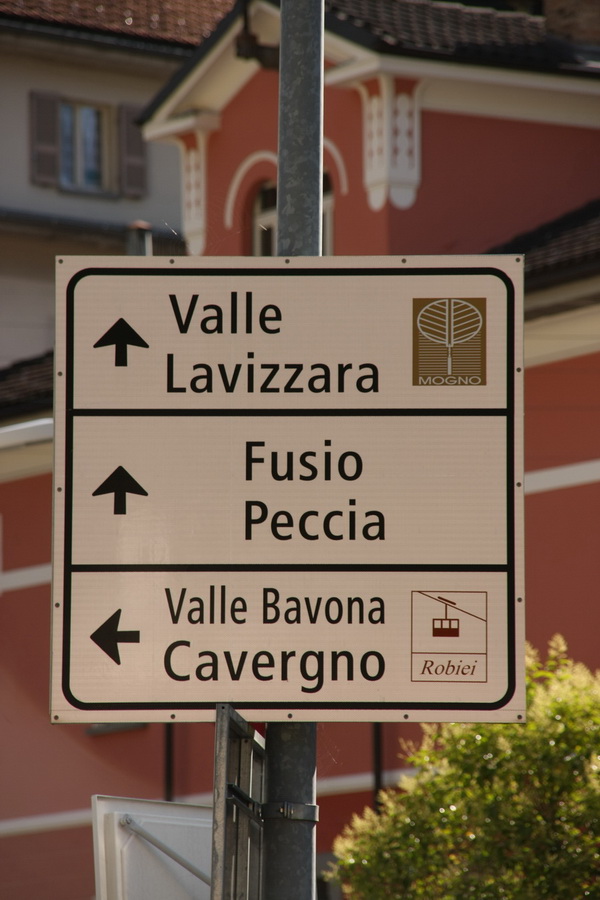 Valle
Lavizzara
MOGNO
Fusio
Peccia
Valle Bavona
Cavergno
Robiei